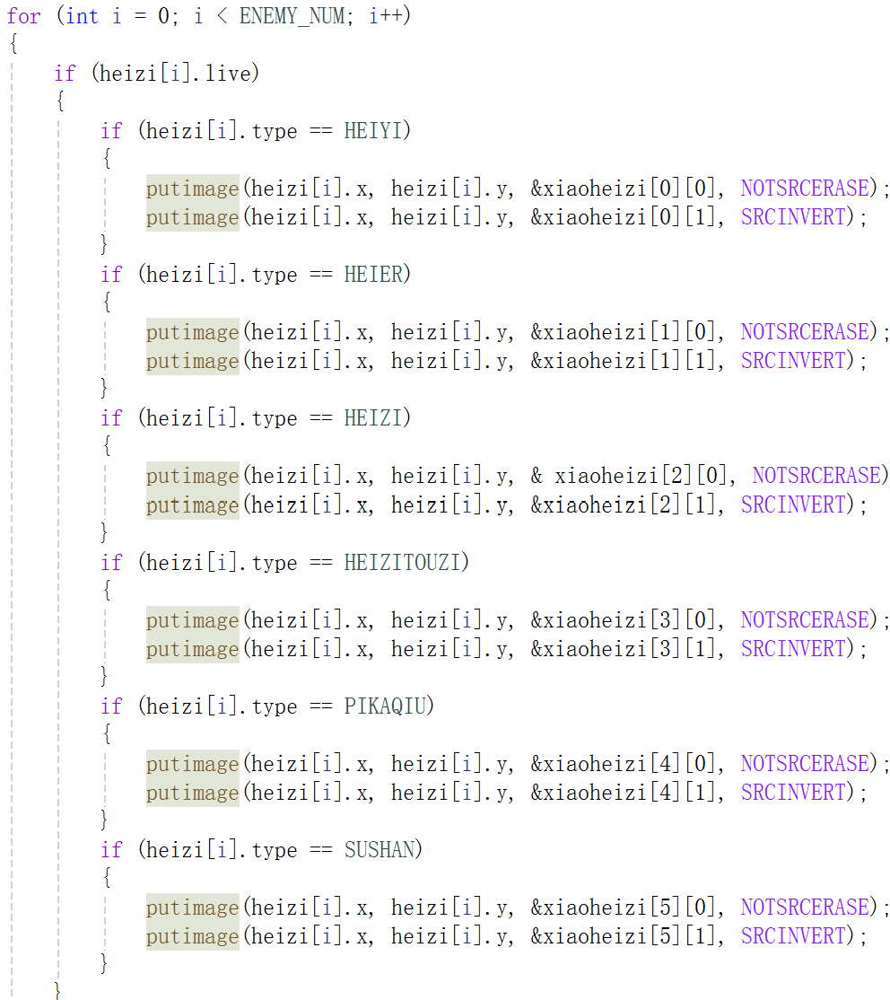 for (int i = 0; i < ENEMY_NUM; i++)
{
    if (heizi[i].live)
    {
        if (heizi[i].type == HEIYI)
        {
            putimage(heizi[i].x, heizi[i].y, &xiaoheizi[0][0], NOTSRCERASE);
            putimage(heizi[i].x, heizi[i].y, &xiaoheizi[0][1], SRCINVERT);
        }
        if (heizi[i].type == HEIER)
        {
            putimage(heizi[i].x, heizi[i].y, &xiaoheizi[1][0], NOTSRCERASE);
            putimage(heizi[i].x, heizi[i].y, &xiaoheizi[1][1], SRCINVERT);
        }
        if (heizi[i].type == HEIZI)
        {
            putimage(heizi[i].x, heizi[i].y, & xiaoheizi[2][0], NOTSRCERASE)
            putimage(heizi[i].x, heizi[i].y, &xiaoheizi[2][1], SRCINVERT);
        }
        if (heizi[i].type == HEIZITOUZI)
        {
            putimage(heizi[i].x, heizi[i].y, &xiaoheizi[3][0], NOTSRCERASE);
            putimage(heizi[i].x, heizi[i].y, &xiaoheizi[3][1], SRCINVERT);
        }
        if (heizi[i].type == PIKAQIU)
        {
            putimage(heizi[i].x, heizi[i].y, &xiaoheizi[4][0], NOTSRCERASE);
            putimage(heizi[i].x, heizi[i].y, &xiaoheizi[4][1], SRCINVERT);
        }
        if (heizi[i].type == SUSHAN)
        {
            putimage(heizi[i].x, heizi[i].y, &xiaoheizi[5][0], NOTSRCERASE);
            putimage(heizi[i].x, heizi[i].y, &xiaoheizi[5][1], SRCINVERT);
        }
    }